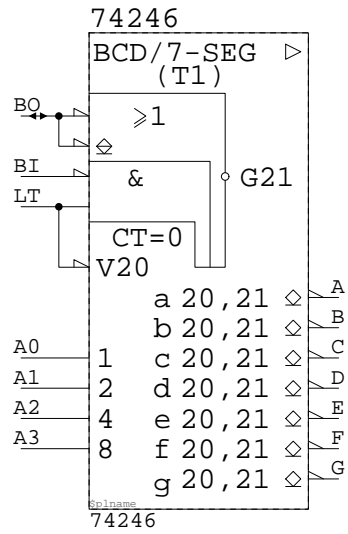 74246
BCD/7-SEG
(T1)
BO
≥1
BI
&
G21
LT
CT=0
V20
a 20,21 A
b 20,21 B
A0 1 c 20,21 C
A1 2 d 20,21 D
A2 4 e 20,21 E
A3 8 f 20,21 F
g 20,21 G
$plname
74246